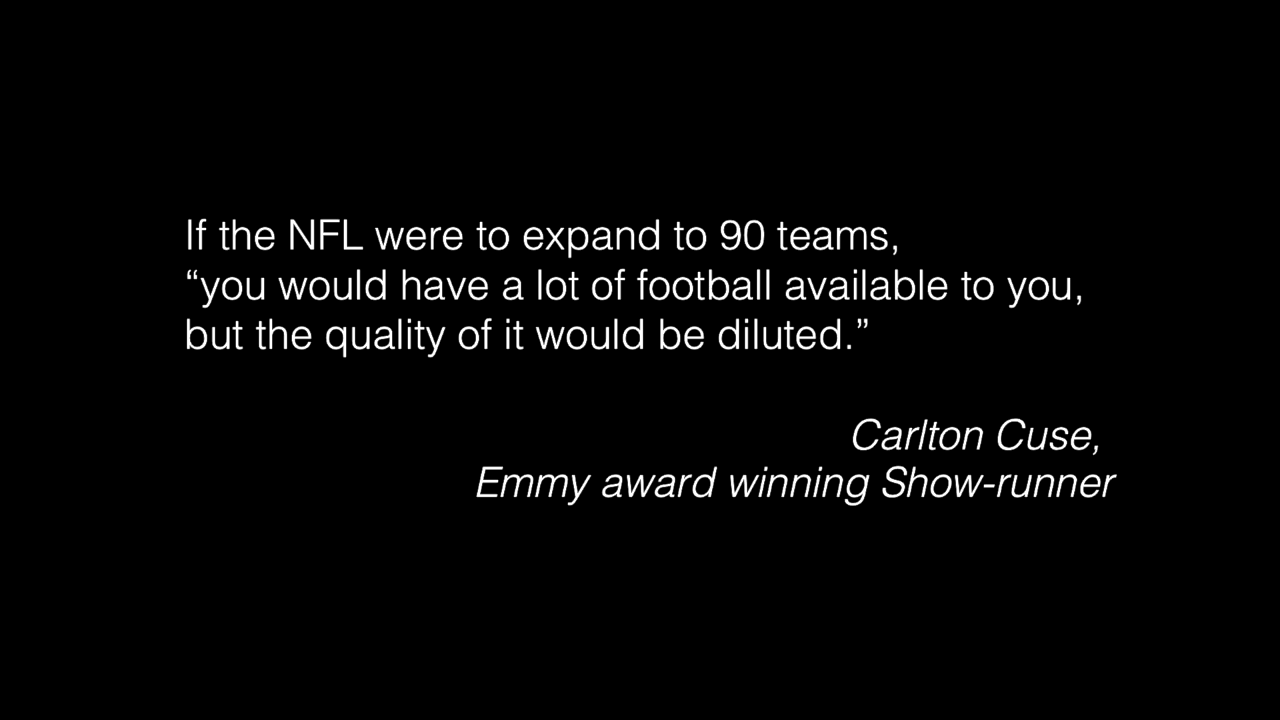 If the NFL were to expand to 90 teams,
“you would have a lot of football available to you,
but the quality of it would be diluted.”
Carlton Cuse,
Emmy award winning Show-runner